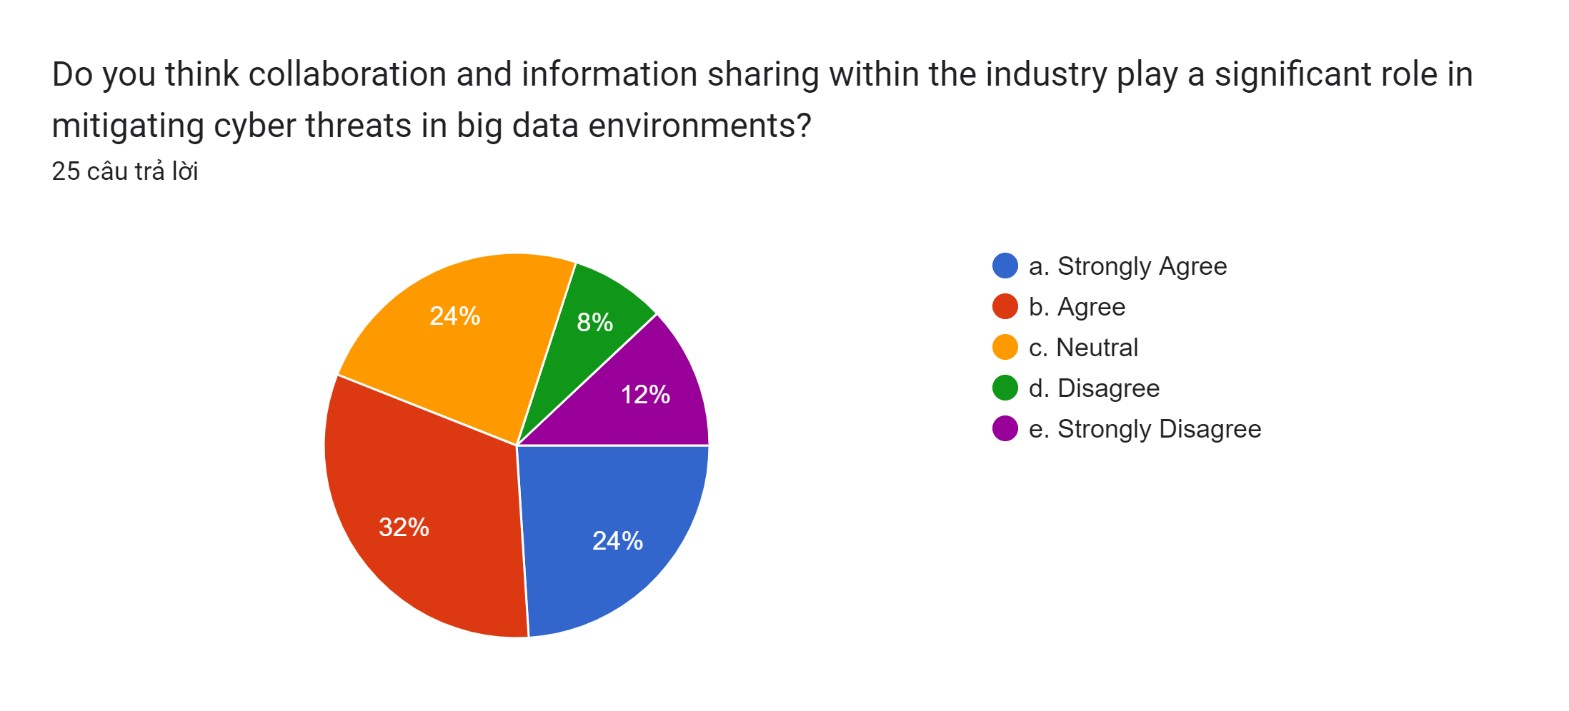 Do you think collaboration and information sharing within the industry play a significant role in
mitigating cyber threats in big data environments?
25 câu trả lời
24%
8%
12%
32%
24%
a. Strongly Agree
b. Agree
c. Neutral
d. Disagree
e. Strongly Disagree